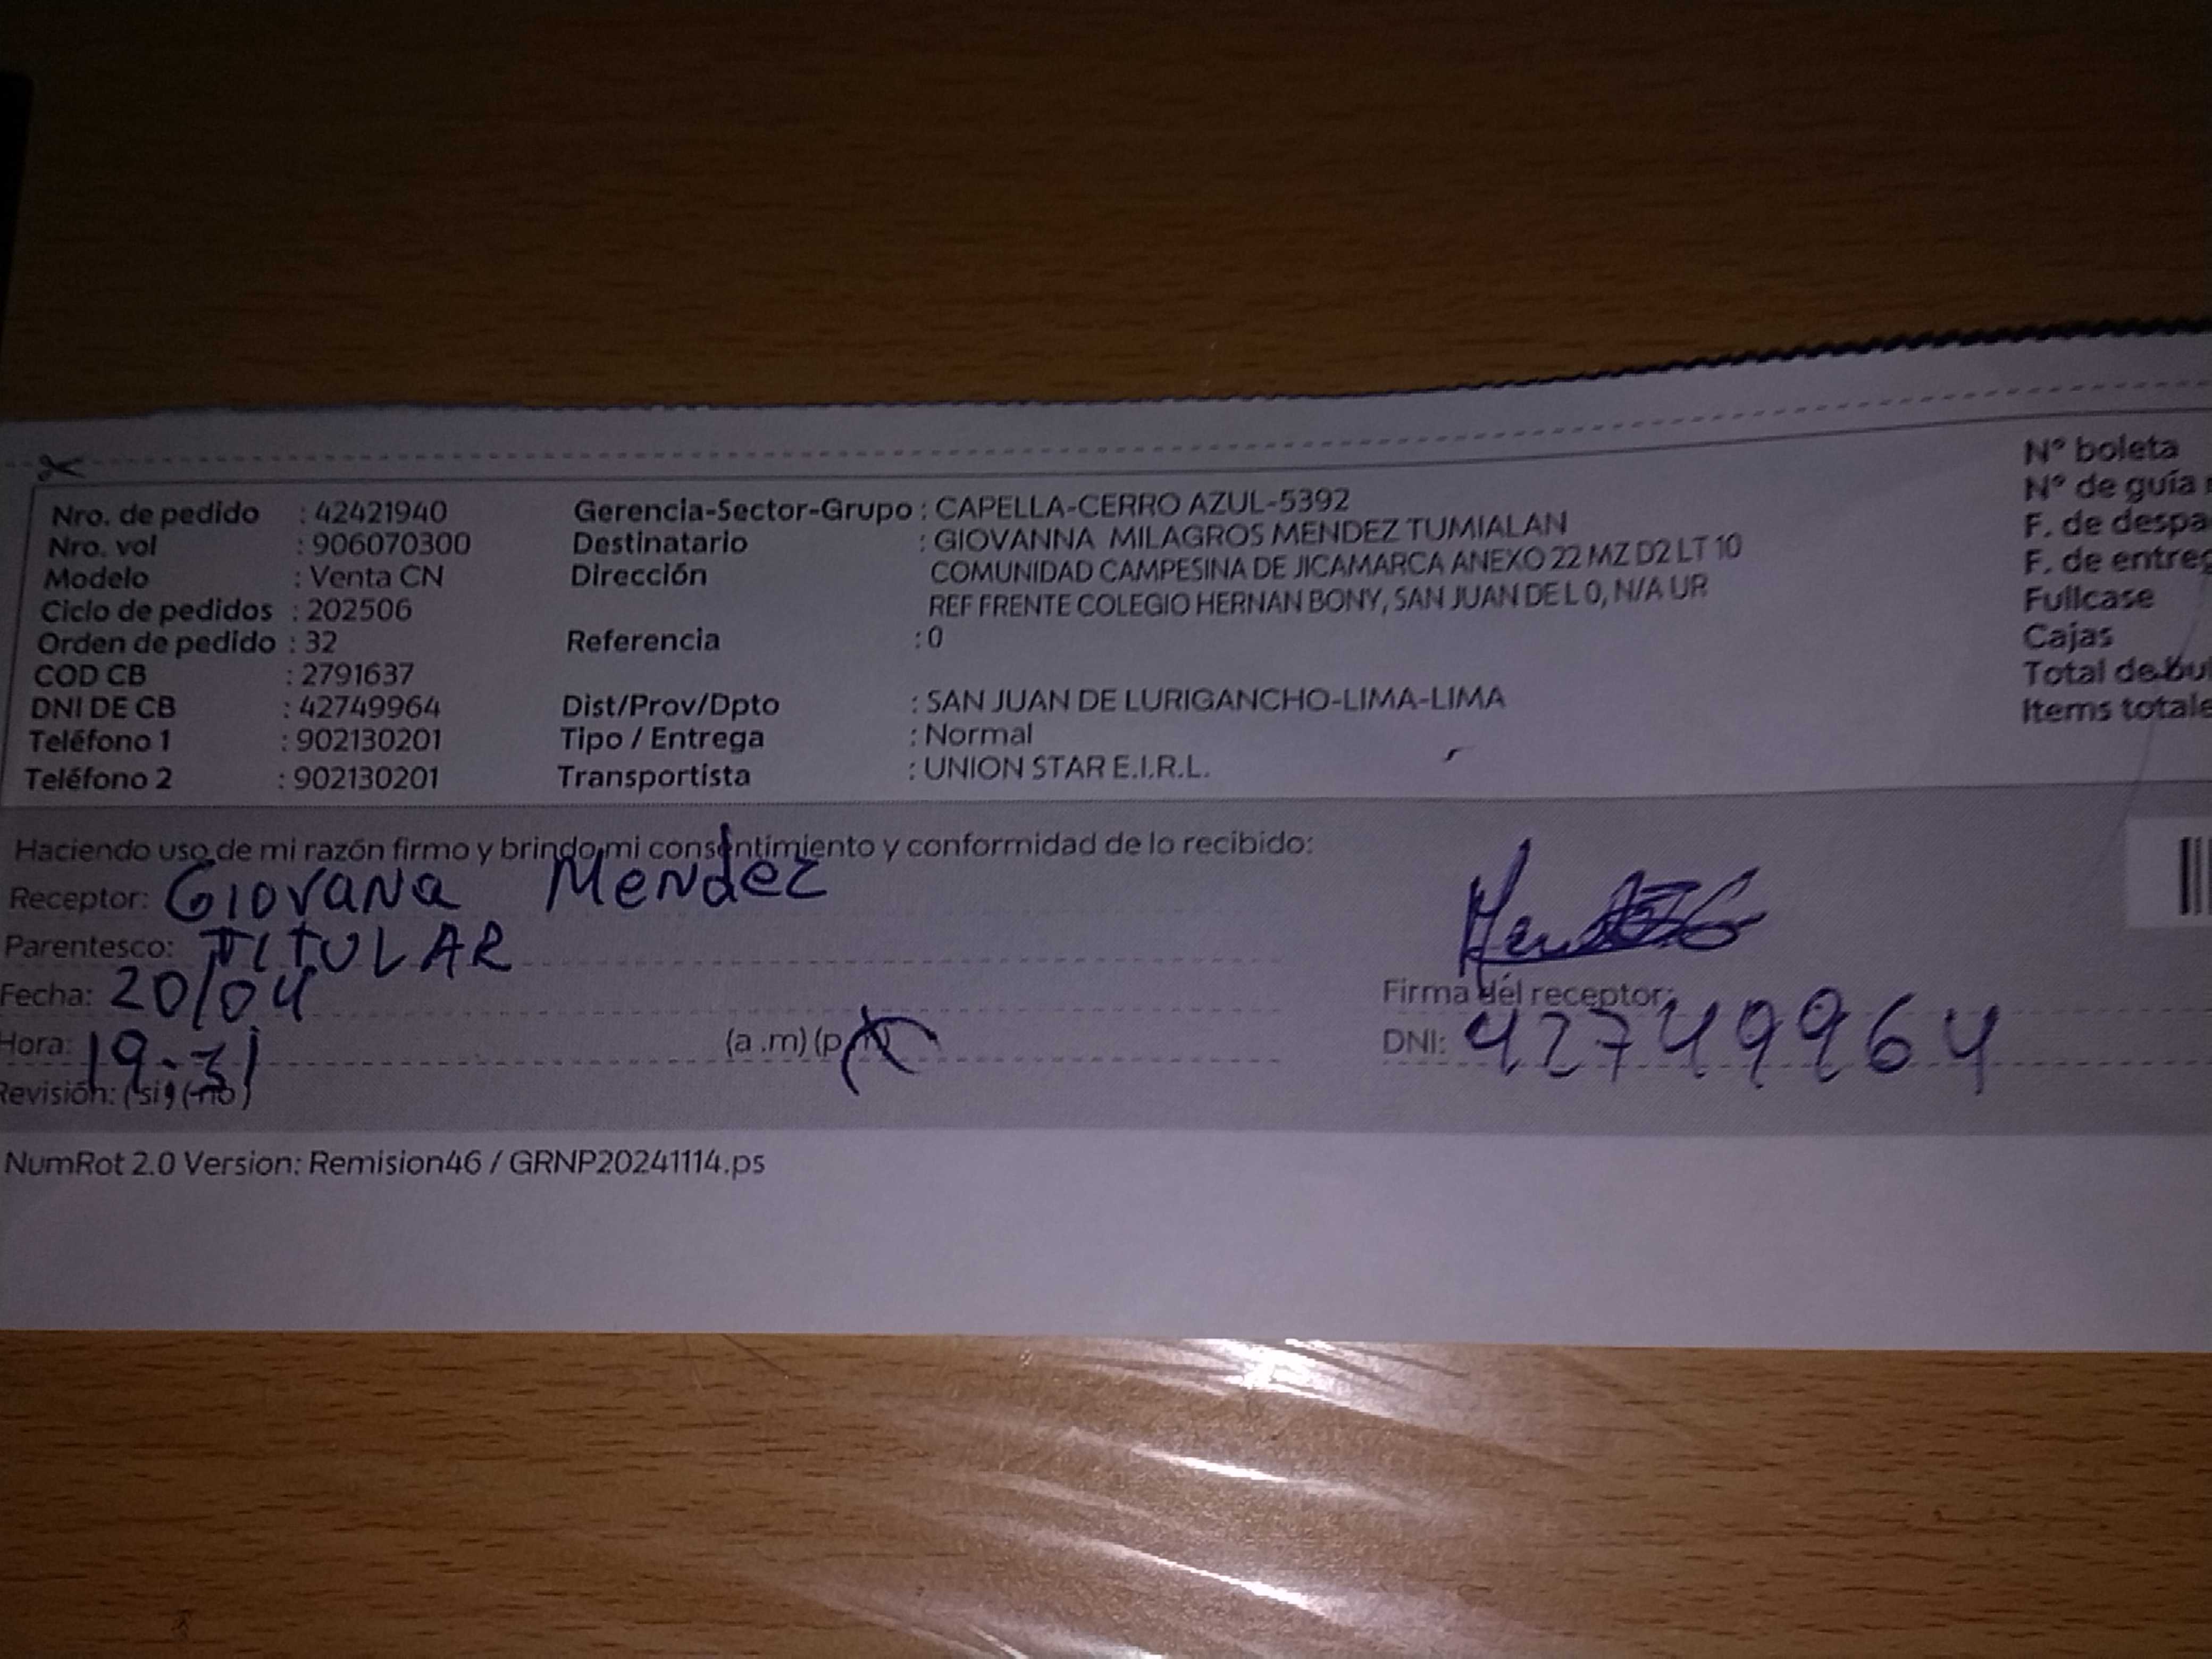 Nro. de pedido : 42421940 Gerencia-Sector-Grupo : CAPELLA-CERRO AZUL-5392 N° boleta
Nro. vol : 906070300 Destinatario : GIOVANNA MILAGROS MENDEZ TUMIALAN N° de guía
Modelo : Venta CN Dirección COMUNIDAD CAMPESINA DE JICAMARCA ANEXO 22 MZ D2 LT 10 F. de despa
Ciclo de pedidos : 202506 REF FRENTE COLEGIO HERNAN BONY, SAN JUAN DE L 0, N/A UR F. de entreg
Orden de pedido : 32 Referencia : 0 Fullcase
COD CB : 2791637 Cajas
DNI DE CB : 42749964 Dist/Prov/Dpto : SAN JUAN DE LURIGANCHO-LIMA-LIMA Total de bul
Teléfono 1 : 902130201 Tipo / Entrega : Normal Items totale
Teléfono 2 : 902130201 Transportista : UNION STAR E.I.R.L.
Haciendo uso de mi razón firmo y brindo mi consentimiento y conformidad de lo recibido:
Receptor: Giovana Mendez
Parentesco: TITULAR
Fecha: 20/04 Firma del receptor:
Hora: 19:31 (a .m) (p DNI: 42749964
Revisión: (si) (no)
NumRot 2.0 Version: Remision46 / GRNP20241114.ps